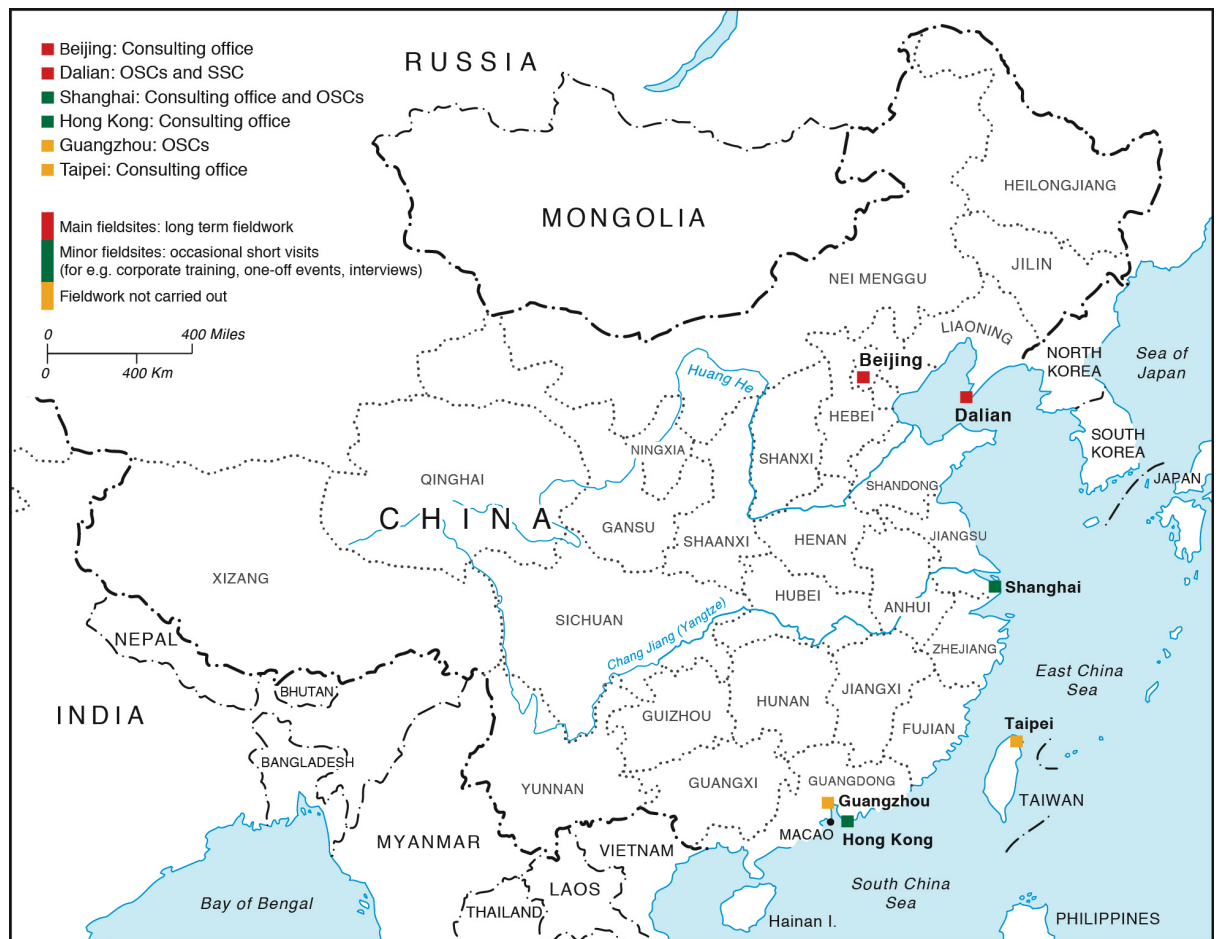 Beijing: Consulting office
Dalian: OSCs and SSC
Shanghai: Consulting office and OSCs
Hong Kong: Consulting office
Guangzhou: OSCs
Taipei: Consulting office
Main fieldsites: long term fieldwork
Minor fieldsites: occasional short visits
(for e.g. corporate training, one-off events, interviews)
Fieldwork not carried out
0 400 Miles
0 400 Km
RUSSIA
MONGOLIA
HEILONGJIANG
JILIN
NEI MENGGU
LIAONING
Beijing
NORTH
KOREA
Sea of
Japan
Huang He
Dalian
HEBEI
SOUTH
KOREA
NINGXIA
SHANXI
QINGHAI
SHANDONG
JAPAN
CHINA
GANSU
SHAANXI
HENAN
JIANGSU
XIZANG
Shanghai
HUBEI
ANHUI
SICHUAN
Chang Jiang (Yangtze)
NEPAL
ZHEJIANG
East China
Sea
BHUTAN
HUNAN
JIANGXI
INDIA
GUIZHOU
FUJIAN
Taipei
BANGLADESH
YUNNAN
GUANGXI
GUANGDONG
Guangzhou
TAIWAN
MACAO
Hong Kong
MYANMAR
VIETNAM
LAOS
South China
Sea
Bay of Bengal
THAILAND
Hainan I.
PHILIPPINES